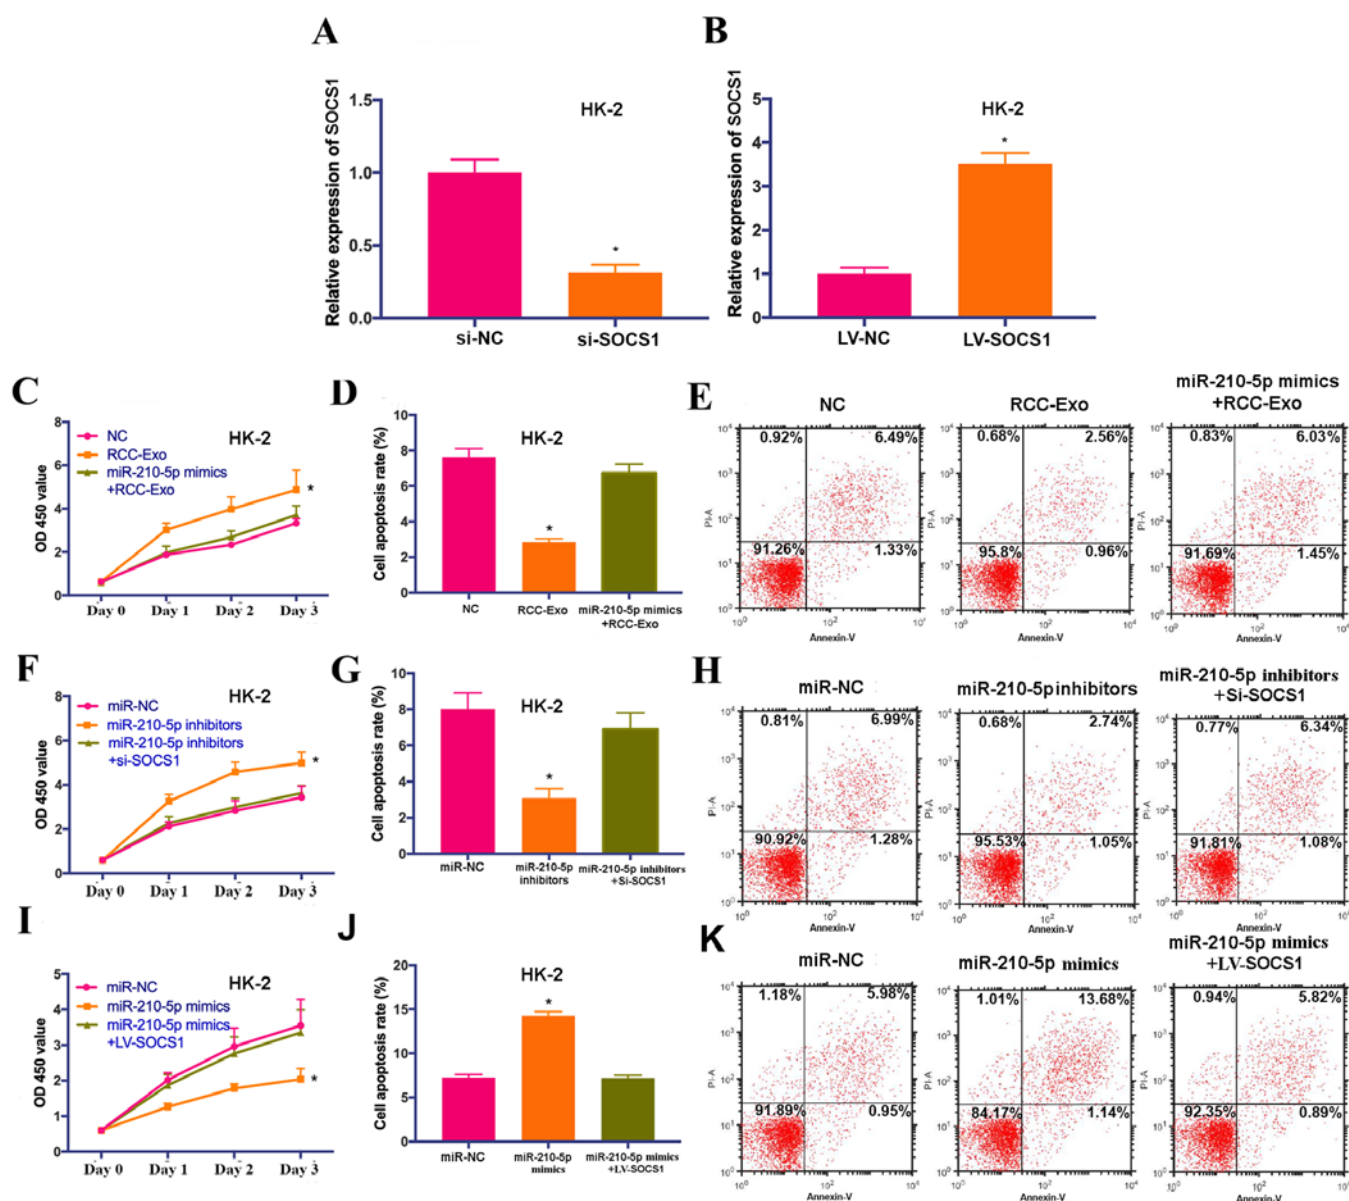 A
Relative expression of SOCS1
HK-2
1.5
1.0
0.5
0.0
si-NC
si-SOCS1
*
B
Relative expression of SOCS1
HK-2
5
4
3
2
1
0
LV-NC
LV-SOCS1
*
C
OD 450 value
HK-2
NC
RCC-Exo
miR-210-5p mimics
+RCC-Exo
8
6
4
2
0
*
Day 0
Day 1
Day 2
Day 3
D
Cell apoptosis rate (%)
HK-2
10
8
6
4
2
0
*
NC
RCC-Exo
miR-210-5p mimics
+RCC-Exo
E
NC
0.92%
6.49%
91.26%
1.33%
PI-A
Annexin-V
RCC-Exo
0.68%
2.56%
95.8%
0.96%
PI-A
Annexin-V
miR-210-5p mimics
+RCC-Exo
0.83%
6.03%
91.69%
1.45%
PI-A
Annexin-V
F
OD 450 value
HK-2
miR-NC
miR-210-5p inhibitors
miR-210-5p inhibitors
+si-SOCS1
8
6
4
2
0
*
Day 0
Day 1
Day 2
Day 3
G
Cell apoptosis rate (%)
HK-2
10
8
6
4
2
0
*
miR-NC
miR-210-5p
inhibitors
miR-210-5p inhibitors
+Si-SOCS1
H
miR-NC
0.81%
6.99%
90.92%
1.28%
PI-A
Annexin-V
miR-210-5p inhibitors
0.68%
2.74%
95.53%
1.05%
PI-A
Annexin-V
miR-210-5p inhibitors
+Si-SOCS1
0.77%
6.34%
91.81%
1.08%
PI-A
Annexin-V
I
OD 450 value
HK-2
miR-NC
miR-210-5p mimics
miR-210-5p mimics
+LV-SOCS1
5
4
3
2
1
0
*
Day 0
Day 1
Day 2
Day 3
J
Cell apoptosis rate (%)
HK-2
20
15
10
5
0
*
miR-NC
miR-210-5p
mimics
miR-210-5p mimics
+LV-SOCS1
K
miR-NC
1.18%
5.98%
91.89%
0.95%
PI-A
Annexin-V
miR-210-5p mimics
1.01%
13.68%
84.17%
1.14%
PI-A
Annexin-V
miR-210-5p mimics
+LV-SOCS1
0.94%
5.82%
92.35%
0.89%
PI-A
Annexin-V